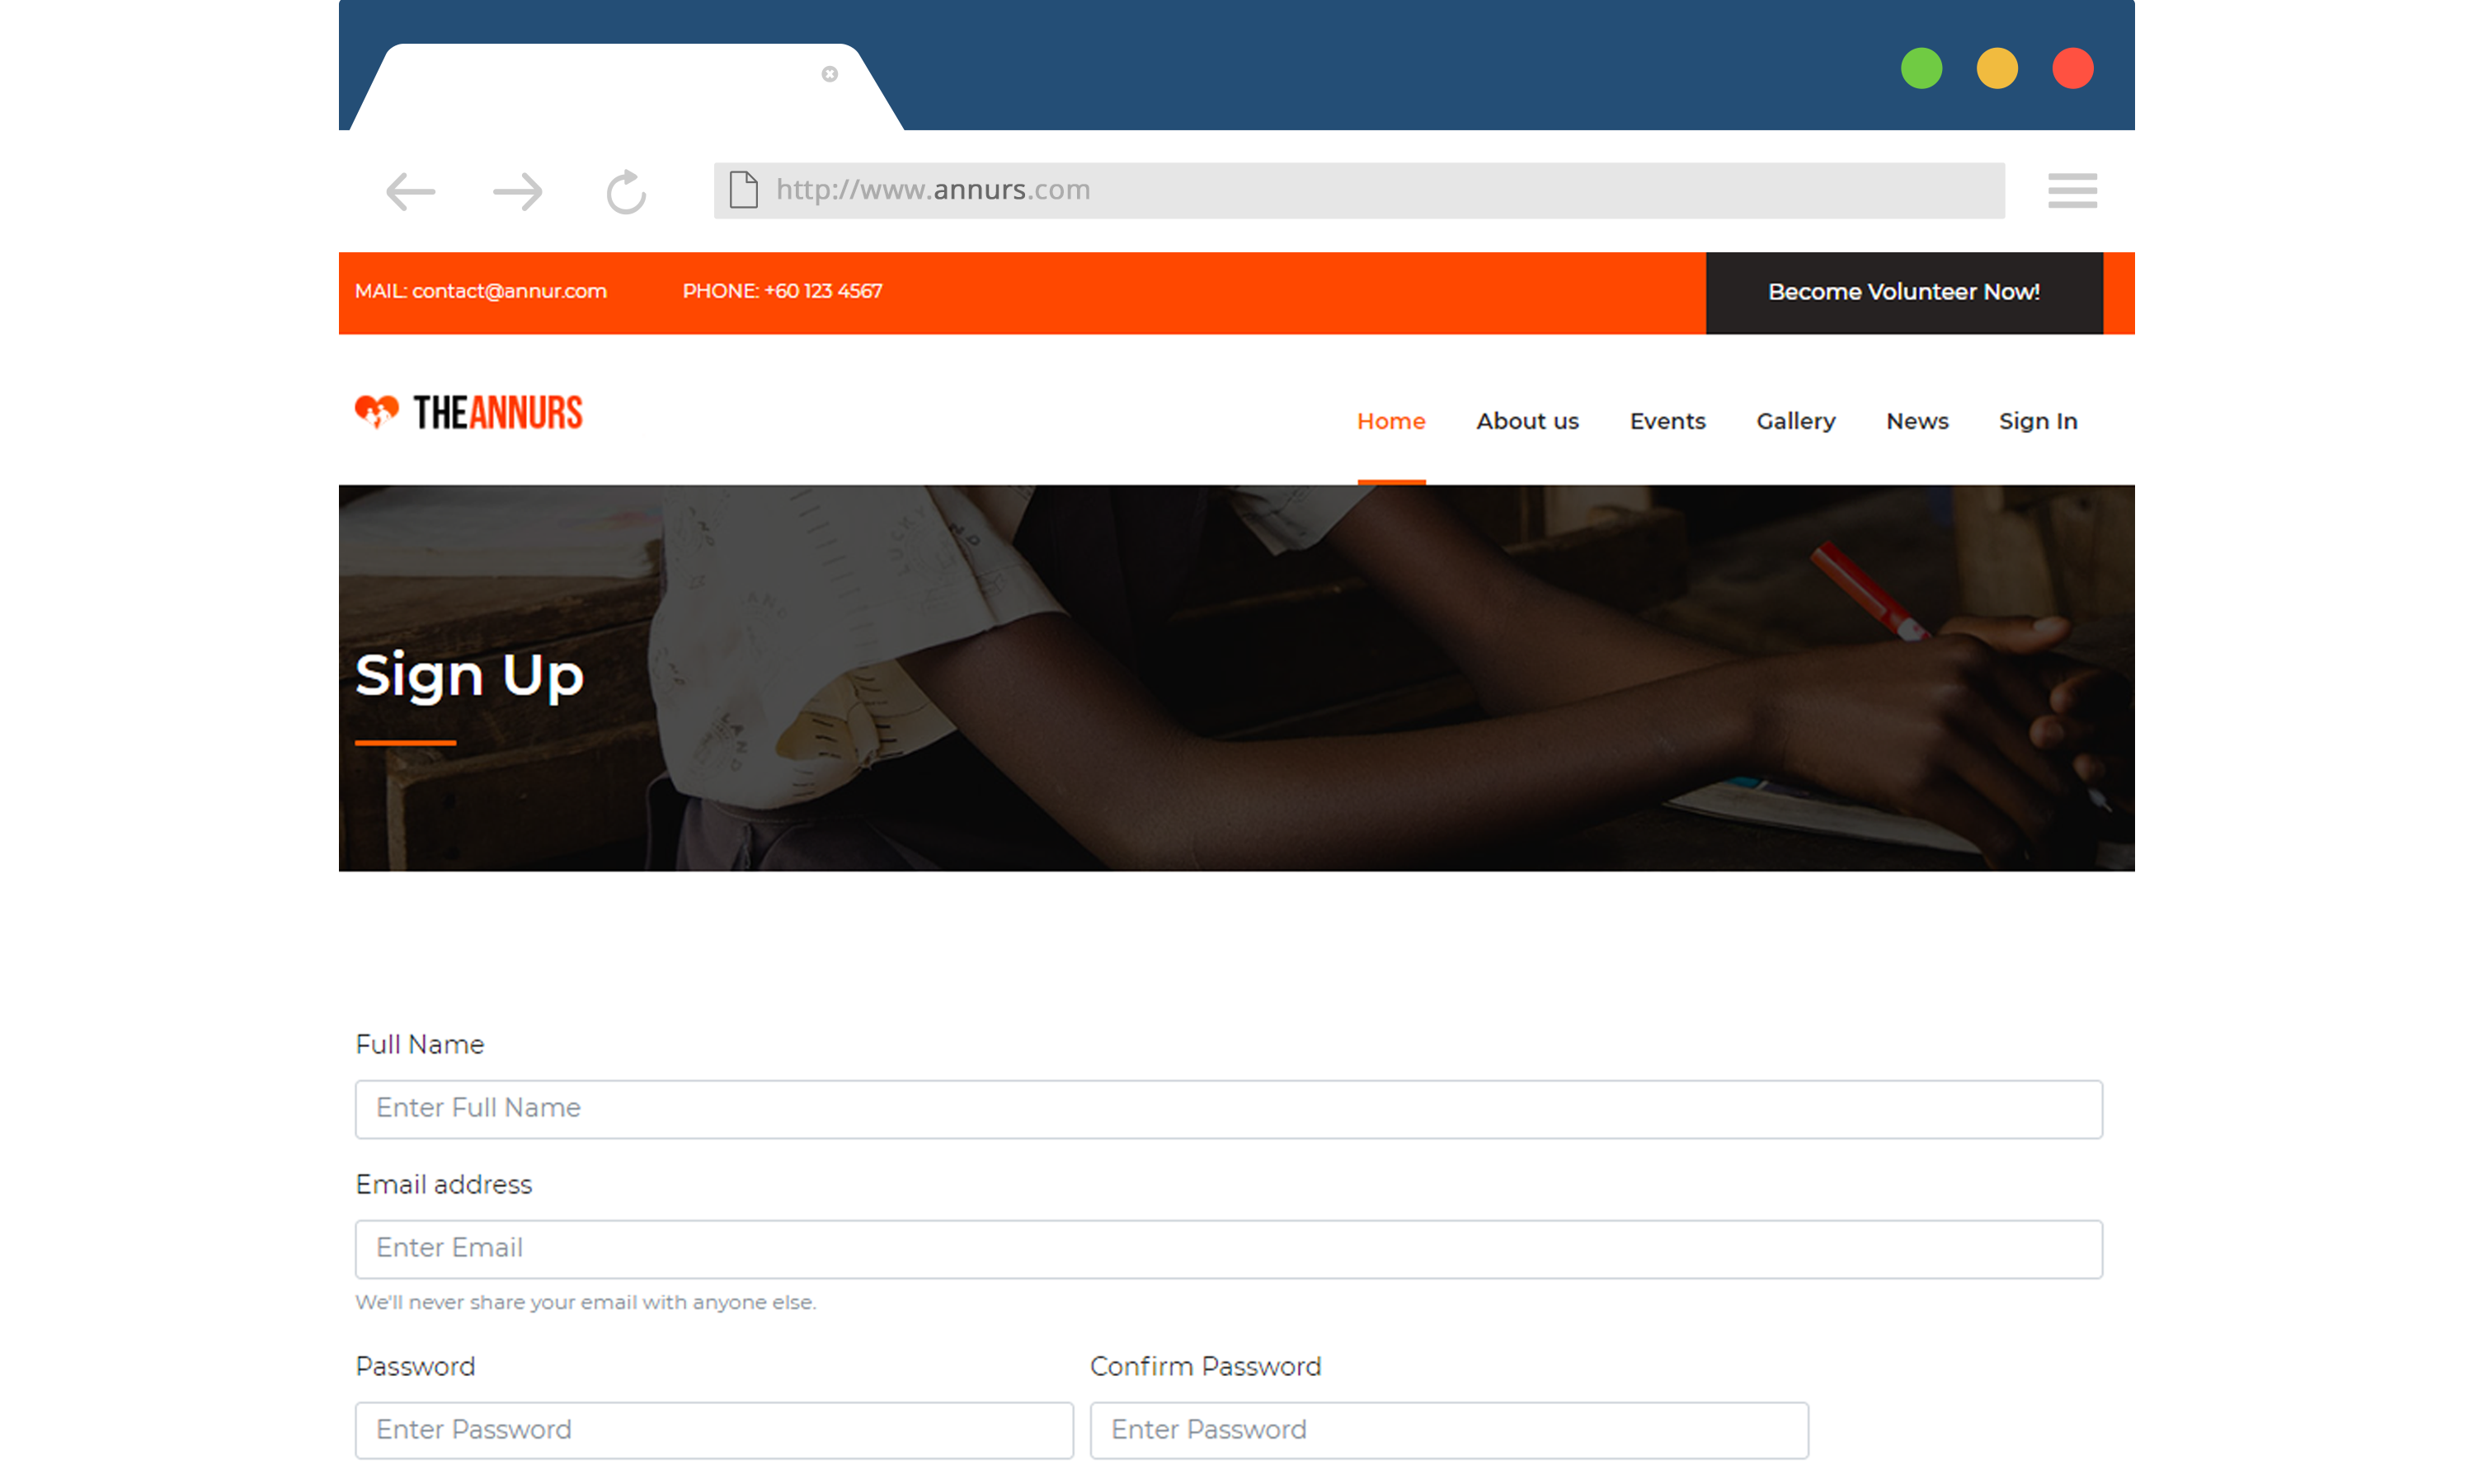 http://www.annurs.com
MAIL: contact@annur.com PHONE: +60 123 4567 Become Volunteer Now!
THEANNURS Home About us Events Gallery News Sign In
Sign Up
Full Name
Enter Full Name
Email address
Enter Email
We'll never share your email with anyone else.
Password Confirm Password
Enter Password Enter Password